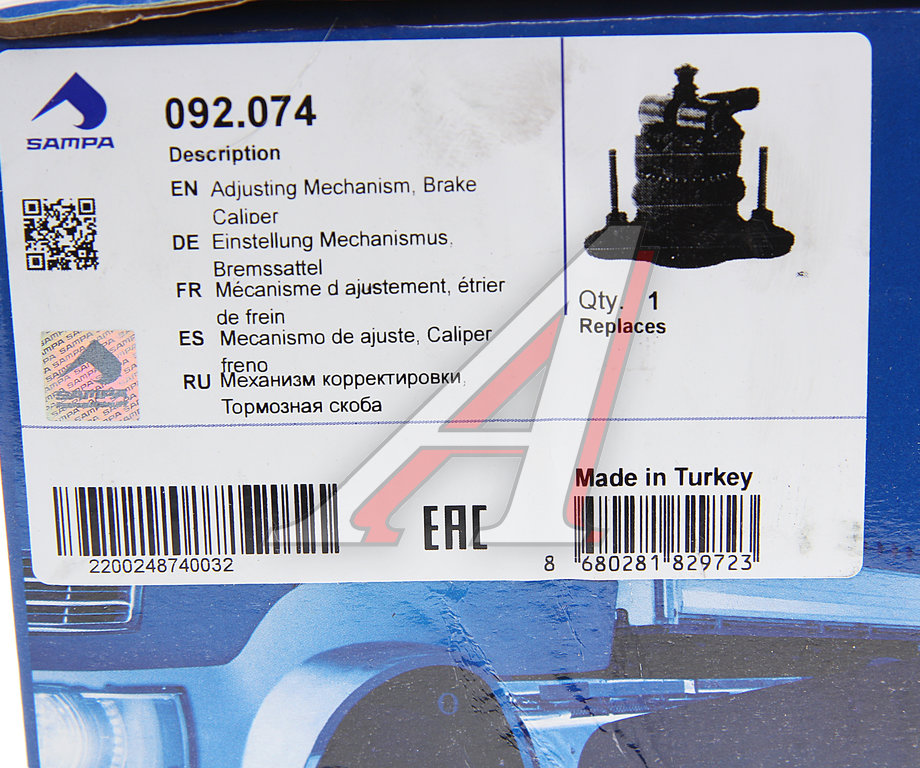 SAMPA
092.074
Description
EN Adjusting Mechanism, Brake
Caliper
DE Einstellung Mechanismus,
Bremssattel
FR Mécanisme d ajustement, étrier
de frein
ES Mecanismo de ajuste, Caliper
freno
RU Механизм корректировки,
Тормозная скоба
Qty. 1
Replaces
SAMPA
Made in Turkey
2200248740032
EAC
8 680281 829723